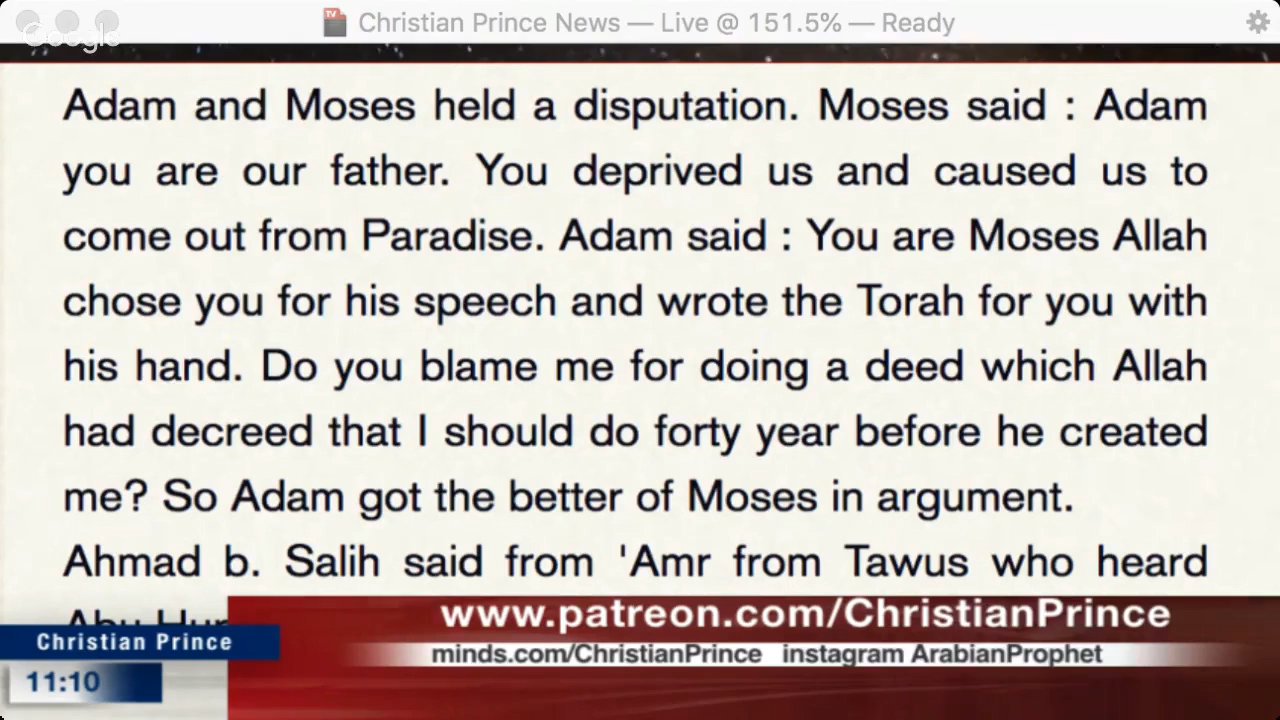 Christian Prince News — Live @ 151.5% — Ready
Google
Adam and Moses held a disputation. Moses said : Adam
you are our father. You deprived us and caused us to
come out from Paradise. Adam said : You are Moses Allah
chose you for his speech and wrote the Torah for you with
his hand. Do you blame me for doing a deed which Allah
had decreed that I should do forty year before he created
me? So Adam got the better of Moses in argument.
Ahmad b. Salih said from 'Amr from Tawus who heard
Abu
www.patreon.com/ChristianPrince
Christian Prince
minds.com/ChristianPrince instagram ArabianProphet
11:10